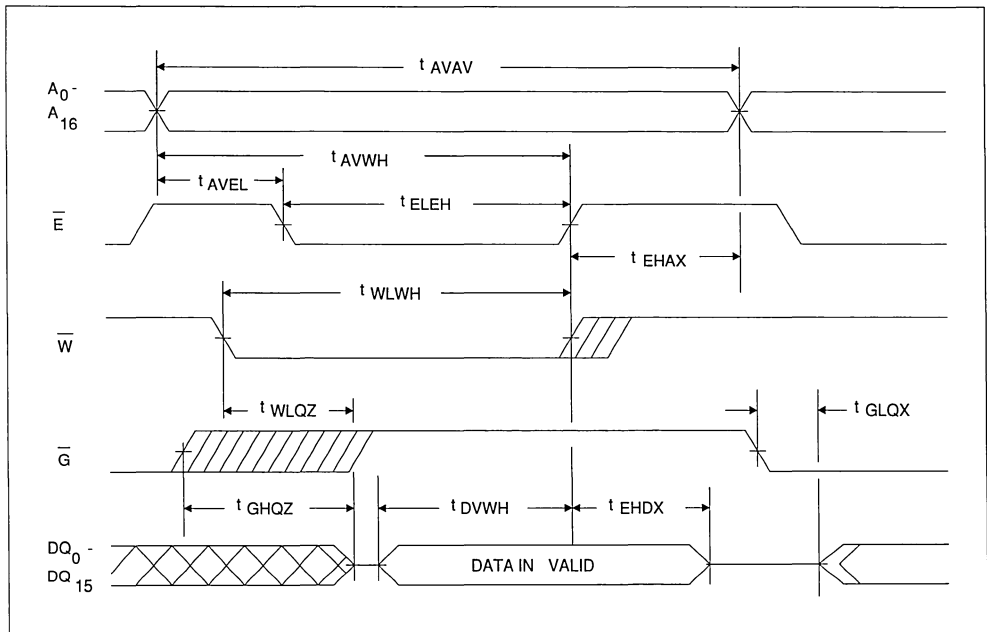 t AVAV
A0-
A16
t AVWH
t AVEL
t ELEH
E
t EHAX
t WLWH
W
t WLQZ
t GLQX
G
t GHQZ
t DVWH
t EHDX
DQ0 -
DQ15
DATA IN VALID